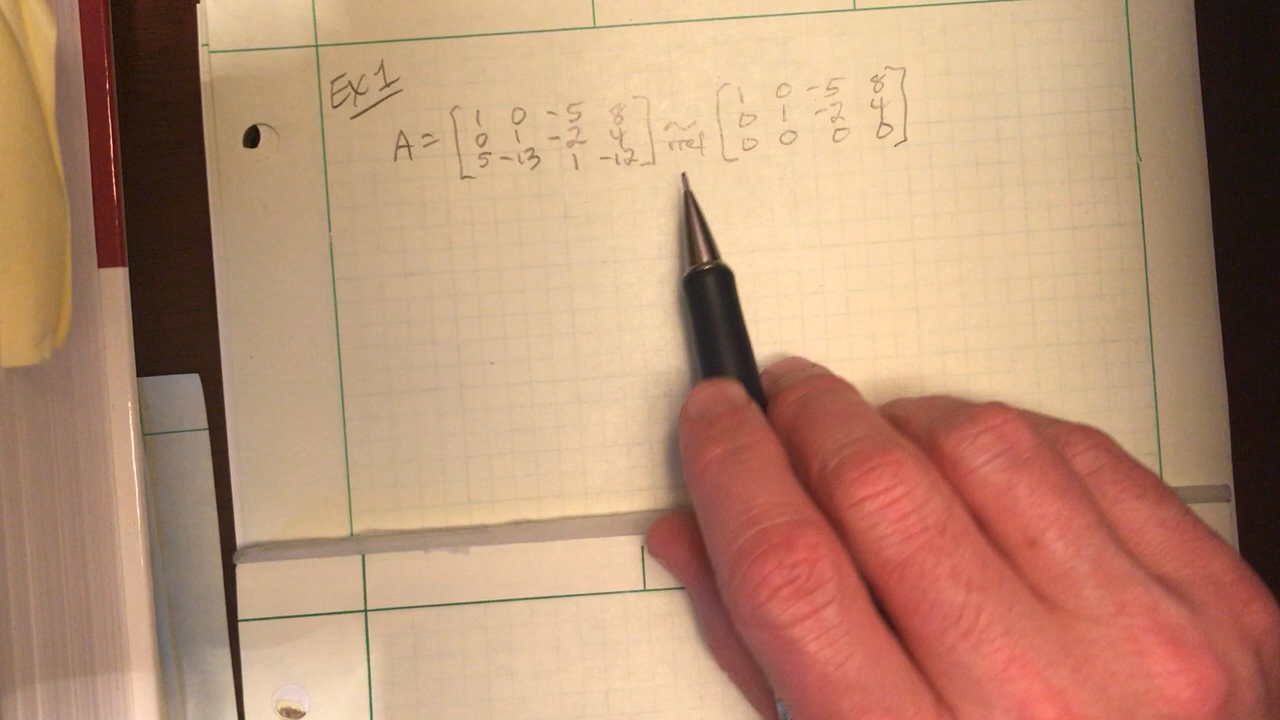 Ex 1
A = [ 1 0 -5 8 ] ~ [ 1 0 -5 8 ]
[ 0 1 -2 4 ] rref [ 0 1 -2 4 ]
[ 5 -13 1 -12 ] [ 0 0 0 0 ]